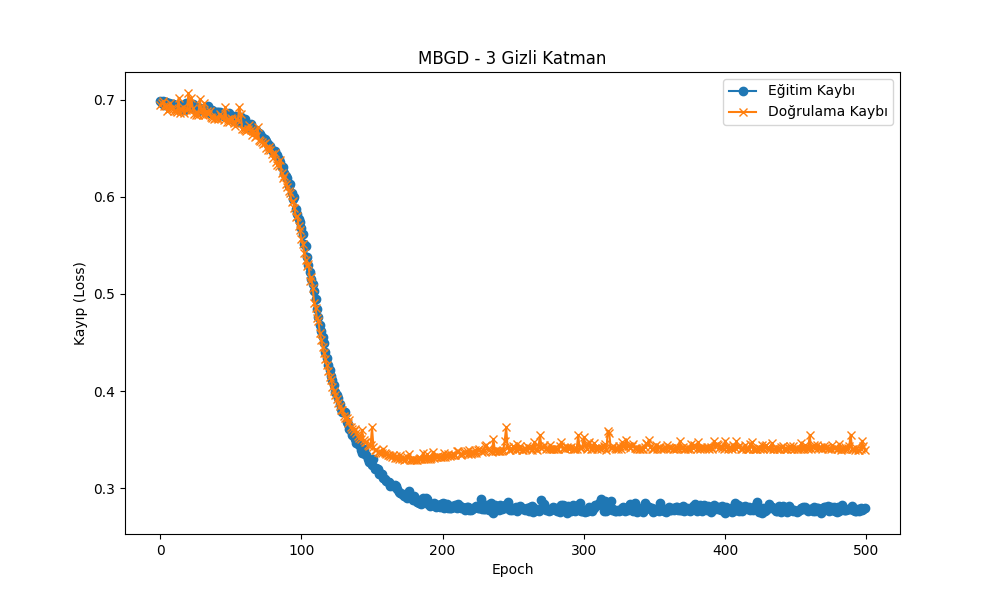 MBGD - 3 Gizli Katman
Eğitim Kaybı
Doğrulama Kaybı
Kayıp (Loss)
0.7
0.6
0.5
0.4
0.3
0
100
200
300
400
500
Epoch